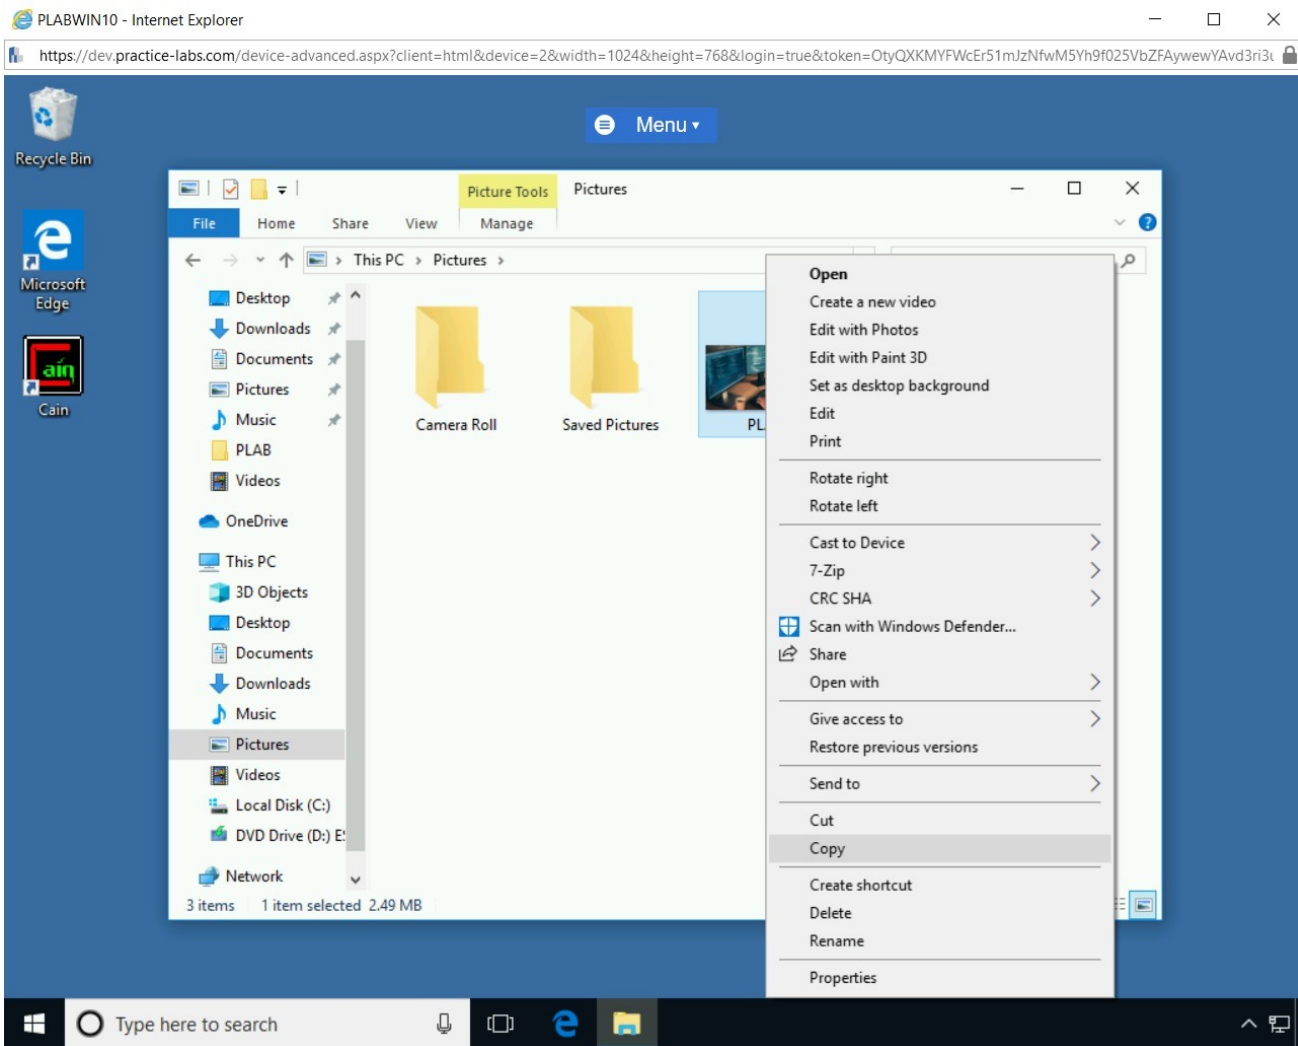 PLABWIN10 - Internet Explorer
https://dev.practice-labs.com/device-advanced.aspx?client=html&device=2&width=1024&height=768&login=true&token=OtyQXKMYFWcEr51mJzNfwM5Yh9f025VbZFAywewYAvd3ri3u
Recycle Bin
Menu
Picture Tools
Pictures
File
Home
Share
View
Manage
This PC > Pictures >
Microsoft
Edge
Cain
Cain
Desktop
Downloads
Documents
Pictures
Music
PLAB
Videos
OneDrive
This PC
3D Objects
Desktop
Documents
Downloads
Music
Pictures
Videos
Local Disk (C:)
DVD Drive (D:) E
Network
3 items
1 item selected 2.49 MB
Camera Roll
Saved Pictures
PL
Open
Create a new video
Edit with Photos
Edit with Paint 3D
Set as desktop background
Edit
Print
Rotate right
Rotate left
Cast to Device
7-Zip
CRC SHA
Scan with Windows Defender...
Share
Open with
Give access to
Restore previous versions
Send to
Cut
Copy
Create shortcut
Delete
Rename
Properties
Type here to search